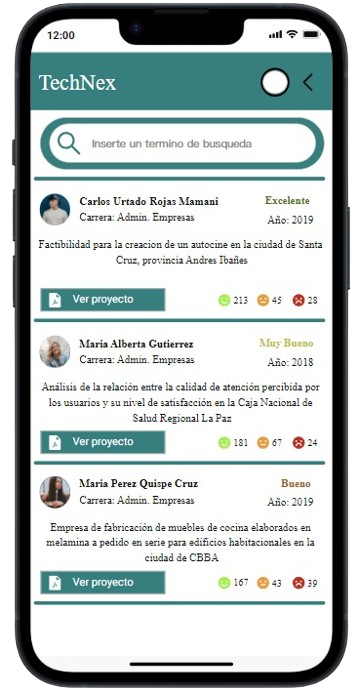 12:00
TechNex
Inserte un termino de busqueda
Carlos Urtado Rojas Mamani
Excelente
Carrera: Admin. Empresas
Año: 2019
Factibilidad para la creacion de un autocine en la ciudad de Santa
Cruz, provincia Andres Ibañes
Ver proyecto
213 45 28
Maria Alberta Gutierrez
Muy Bueno
Carrera: Admin. Empresas
Año: 2018
Análisis de la relación entre la calidad de atención percibida por
los usuarios y su nivel de satisfacción en la Caja Nacional de
Salud Regional La Paz
Ver proyecto
181 67 24
Maria Perez Quispe Cruz
Bueno
Carrera: Admin. Empresas
Año: 2019
Empresa de fabricación de muebles de cocina elaborados en
melamina a pedido en serie para edificios habitacionales en la
ciudad de CBBA
Ver proyecto
167 43 39